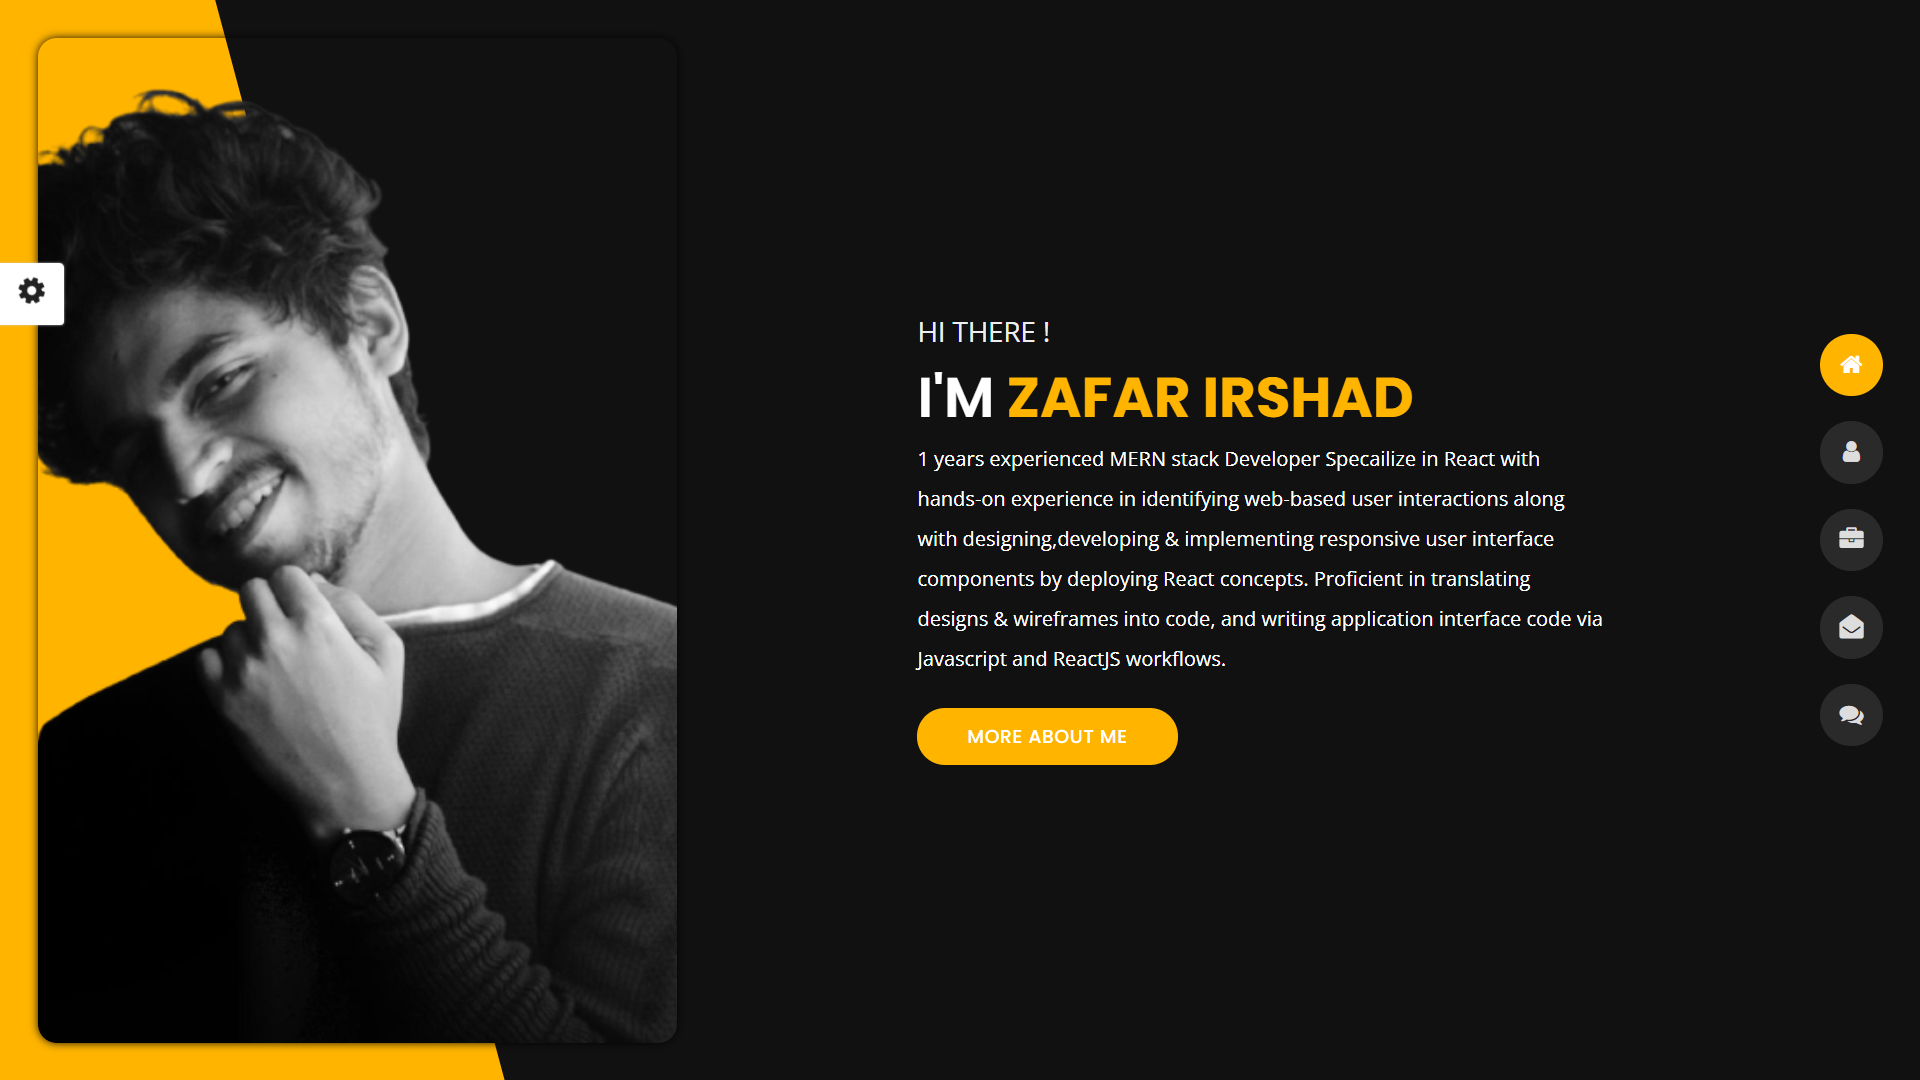 HI THERE !
I'M ZAFAR IRSHAD
1 years experienced MERN stack Developer Specailize in React with
hands-on experience in identifying web-based user interactions along
with designing,developing & implementing responsive user interface
components by deploying React concepts. Proficient in translating
designs & wireframes into code, and writing application interface code via
Javascript and ReactJS workflows.
MORE ABOUT ME